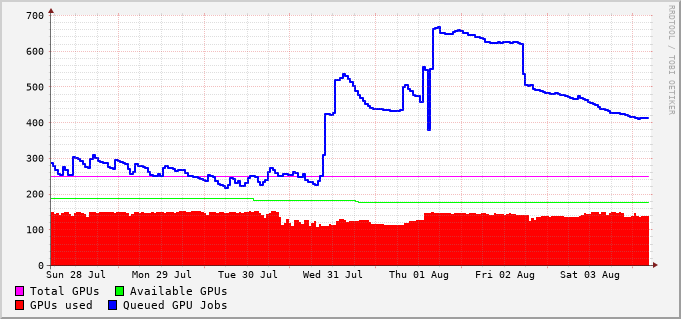 700
600
500
400
300
200
100
0
Sun 28 Jul Mon 29 Jul Tue 30 Jul Wed 31 Jul Thu 01 Aug Fri 02 Aug Sat 03 Aug
Total GPUs Available GPUs
GPUs used Queued GPU Jobs
RRDTOOL / TOBI OETIKER